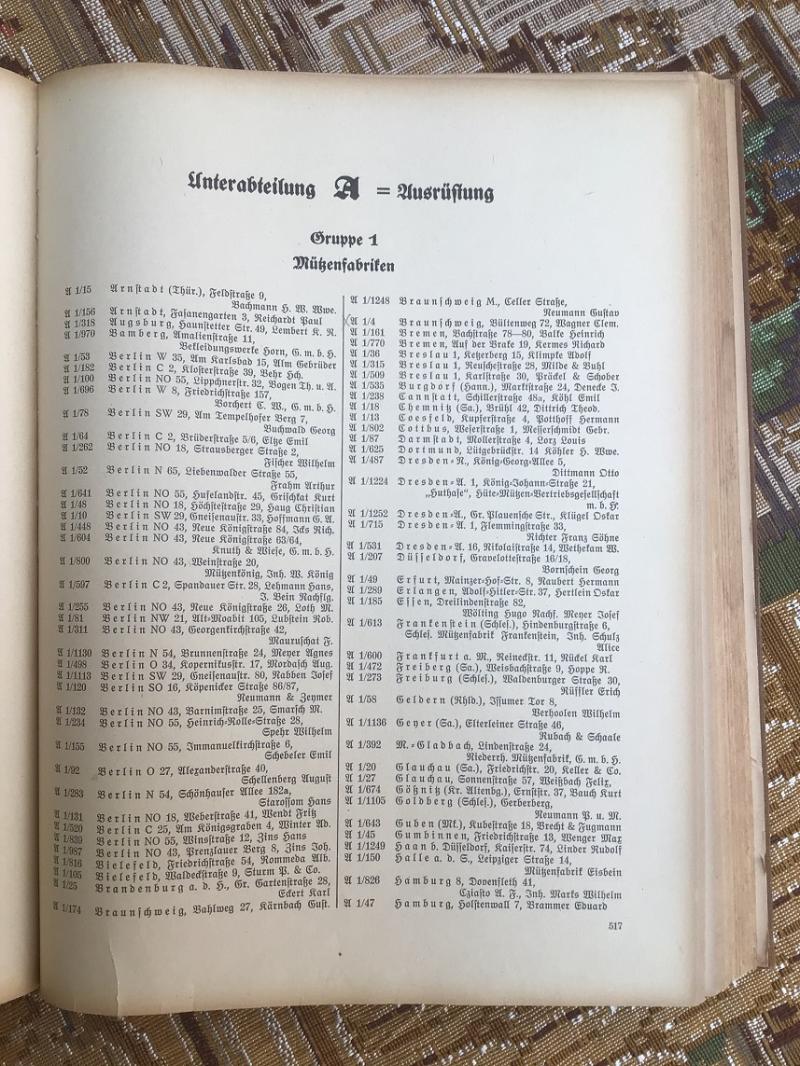 Unterabteilung A = Ausrüstung
Gruppe 1
Mützenfabriken
A 1/15 Arnstadt (Thür.), Feldstraße 9,
Bachmann H. W. Wwe.
A 1/156 Arnstadt, Fasanengarten 3, Reichardt Paul
A 1/318 Augsburg, Haunstetter Str. 49, Lembert K. R.
A 1/970 Bamberg, Amalienstraße 11,
Bekleidungswerke Horn, G. m. b. H.
A 1/53 Berlin W 35, Am Karlsbad 15, Alm Gebrüder
A 1/182 Berlin C 2, Klosterstraße 39, Behr Hch.
A 1/100 Berlin NO 55, Lippehnerstr. 32, Bogen Th. u. A.
A 1/696 Berlin W 8, Friedrichstraße 157,
Borchert C. W., G. m. b. H.
A 1/78 Berlin SW 29, Am Tempelhofer Berg 7,
Buchwald Georg
A 1/64 Berlin C 2, Brüderstraße 5/6, Elte Emil
A 1/262 Berlin NO 18, Strausberger Straße 2,
Fischer Wilhelm
A 1/52 Berlin N 65, Liebenwalder Straße 55,
Frahm Arthur
A 1/641 Berlin NO 55, Hufelandstr. 45, Grischkat Kurt
A 1/48 Berlin NO 18, Höchstestraße 29, Haug Christian
A 1/10 Berlin SW 29, Gneisenaustr. 33, Hoffmann G. A.
A 1/448 Berlin NO 43, Neue Königstraße 84, Icks Rich.
A 1/604 Berlin NO 43, Neue Königstraße 63/64,
Knuth & Wiese, G. m. b. H.
A 1/800 Berlin NO 43, Weinstraße 20,
Mützenkönig, Inh. W. König
A 1/597 Berlin C 2, Spandauer Str. 28, Lehmann Hans,
J. Bein Nachflg.
A 1/255 Berlin NO 43, Neue Königstraße 26, Loth M.
A 1/81 Berlin NW 21, Alt-Moabit 105, Lubstein Rob.
A 1/311 Berlin NO 43, Georgenkirchstraße 42,
Mauruschat F.
A 1/1130 Berlin N 54, Brunnenstraße 24, Meyer Agnes
A 1/498 Berlin O 34, Kopernikusstr. 17, Mordasch Aug.
A 1/1113 Berlin SW 29, Gneisenaustr. 80, Rabben Josef
A 1/120 Berlin SO 16, Köpenicker Straße 86/87,
Neumann & Zeymer
A 1/132 Berlin NO 43, Barnimstraße 25, Smarsch M.
A 1/234 Berlin NO 55, Heinrich-Rolle-Straße 28,
Spehr Wilhelm
A 1/155 Berlin NO 55, Immanuelkirchstraße 6,
Schebeler Emil
A 1/92 Berlin O 27, Alexanderstraße 40,
Schellenberg August
A 1/283 Berlin N 54, Schönhauser Allee 182a,
Starossom Hans
A 1/131 Berlin NO 18, Weberstraße 41, Wendt Fritz
A 1/520 Berlin C 25, Am Königsgraben 4, Winter Ad.
A 1/839 Berlin NO 55, Winsstraße 12, Zins Hans
A 1/987 Berlin NO 43, Prenzlauer Berg 8, Zins Joh.
A 1/816 Bielefeld, Friedrichstraße 54, Rommeda Alb.
A 1/105 Bielefeld, Waldeckstraße 9, Sturm P. & Co.
A 1/25 Brandenburg a. d. H., Gr. Gartenstraße 28,
Eckert Karl
A 1/174 Braunschweig, Bahlweg 27, Kärnbach Gust.
A 1/1248 Braunschweig M., Celler Straße,
Neumann Gustav
A 1/4 Braunschweig, Bültenweg 72, Wagner Clem.
A 1/161 Bremen, Bachstraße 78—80, Balke Heinrich
A 1/770 Bremen, Auf der Brake 19, Kermes Richard
A 1/36 Breslau 1, Ketzerberg 15, Klimpke Adolf
A 1/315 Breslau 1, Reuschestraße 28, Milde & Buhl
A 1/509 Breslau 1, Karlstraße 30, Präckel & Schober
A 1/535 Burgdorf (Hann.), Marktstraße 24, Denecke J.
A 1/238 Cannstatt, Schillerstraße 48a, Köhl Emil
A 1/18 Chemnitz (Sa.), Brühl 42, Dittrich Theod.
A 1/13 Coesfeld, Kupferstraße 4, Potthoff Hermann
A 1/802 Cottbus, Weserstraße 1, Messerschmidt Gebr.
A 1/87 Darmstadt, Mollerstraße 4, Lorz Louis
A 1/625 Dortmund, Lütgebrückstr. 14 Köhler H. Wwe.
A 1/487 Dresden-N., König-Georg-Allee 5,
Dittmann Otto
A 1/1224 Dresden-A. 1, König-Johann-Straße 21,
„Huthase“, Hüte-Mützen-Vertriebsgesellschaft
m. b. H.
A 1/1252 Dresden-A., Gr. Plauensche Str., Klügel Oskar
A 1/715 Dresden-A. 1, Flemmingstraße 33,
Richter Franz Söhne
A 1/531 Dresden-A. 16, Nikolaistraße 14, Wethekam W.
A 1/207 Düsseldorf, Gravelottestraße 16/18,
Bornschein Georg
A 1/49 Erfurt, Mainzer-Hof-Str. 8, Naubert Hermann
A 1/289 Erlangen, Adolf-Hitler-Str. 37, Hertlein Oskar
A 1/185 Essen, Dreilindenstraße 82,
Wölting Hugo Nachf. Meyer Josef
A 1/613 Frankenstein (Schles.), Hindenburgstraße 6,
Schles. Mützenfabrik Frankenstein, Inh. Schulz
Alice
A 1/600 Frankfurt a. M., Reineckstr. 11, Nückel Karl
A 1/472 Freiberg (Sa.), Weisbachstraße 9, Hoppe R.
A 1/273 Freiburg (Schles.), Waldenburger Straße 30,
Rüffler Erich
A 1/58 Geldern (Rhld.), Issumer Tor 8,
Verhoolen Wilhelm
A 1/1136 Geyer (Sa.), Elterleiner Straße 46,
Rubach & Schaale
A 1/392 M.-Gladbach, Lindenstraße 24,
Niederrh. Mützenfabrik, G. m. b. H.
A 1/20 Glauchau (Sa.), Friedrichstr. 20, Keller & Co.
A 1/27 Glauchau, Sonnenstraße 57, Weißbach Felix,
A 1/674 Gößnitz (Kr. Altenbg.), Ernststr. 37, Bauch Kurt
A 1/1105 Goldberg (Schles.), Gerberberg,
Neumann P. u. M.
A 1/643 Guben (Mk.), Kubestraße 18, Brecht & Fugmann
A 1/45 Gumbinnen, Friedrichstraße 13, Wenger Max
A 1/1249 Haan b. Düsseldorf, Kaiserstr. 74, Linder Rudolf
A 1/150 Halle a. d. S., Leipziger Straße 14,
Mützenfabrik Eisbein
A 1/826 Hamburg 8, Dovenfleth 41,
Cziasto A. F., Inh. Marks Wilhelm
A 1/47 Hamburg, Holstenwall 7, Brammer Eduard
517